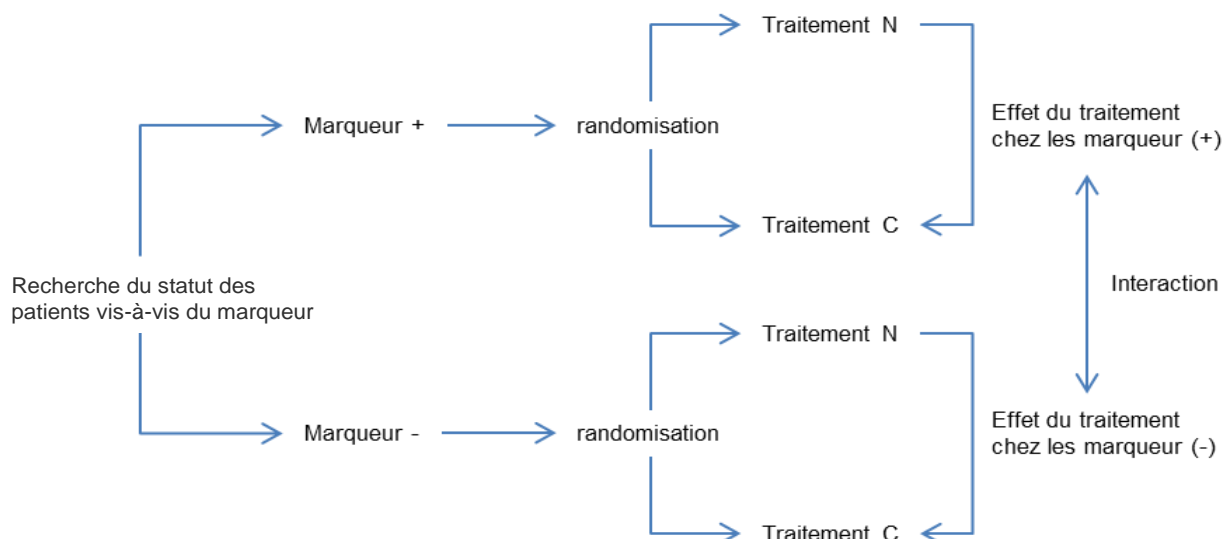 Traitement N
Marqueur +
randomisation
Effet du traitement
chez les marqueur (+)
Traitement C
Recherche du statut des
patients vis-à-vis du marqueur
Interaction
Traitement N
Marqueur -
randomisation
Effet du traitement
chez les marqueur (-)
Traitement C